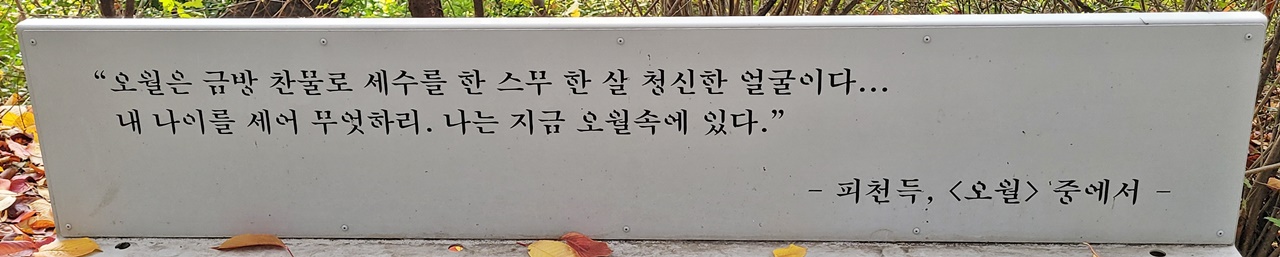 “오월은 금방 찬물로 세수를 한 스무 한 살 청신한 얼굴이다...
내 나이를 세어 무엇하리. 나는 지금 오월속에 있다.”
- 피천득, <오월> 중에서 -